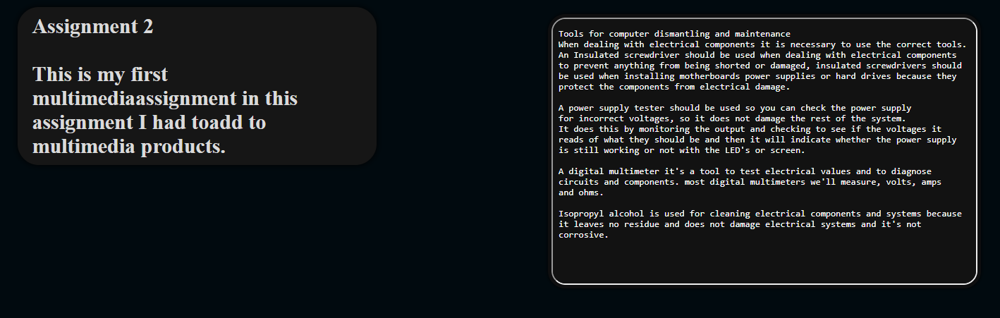 Assignment 2
This is my first
multimediaassignment in this
assignment I had toadd to
multimedia products.
Tools for computer dismantling and maintenance
When dealing with electrical components it is necessary to use the correct tools.
An Insulated screwdriver should be used when dealing with electrical components
to prevent anything from being shorted or damaged, insulated screwdrivers should
be used when installing motherboards power supplies or hard drives because they
protect the components from electrical damage.
A power supply tester should be used so you can check the power supply
for incorrect voltages, so it does not damage the rest of the system.
It does this by monitoring the output and checking to see if the voltages it
reads of what they should be and then it will indicate whether the power supply
is still working or not with the LED's or screen.
A digital multimeter it's a tool to test electrical values and to diagnose
circuits and components. most digital multimeters we'll measure, volts, amps
and ohms.
Isopropyl alcohol is used for cleaning electrical components and systems because
it leaves no residue and does not damage electrical systems and it's not
corrosive.